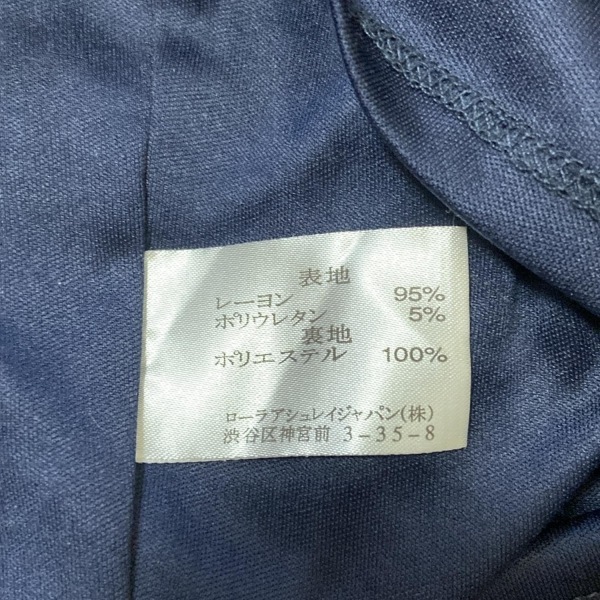 表地
レーヨン 95%
ポリウレタン 5%
裏地
ポリエステル 100%
ローラアシュレイジャパン(株)
渋谷区神宮前 3-35-8